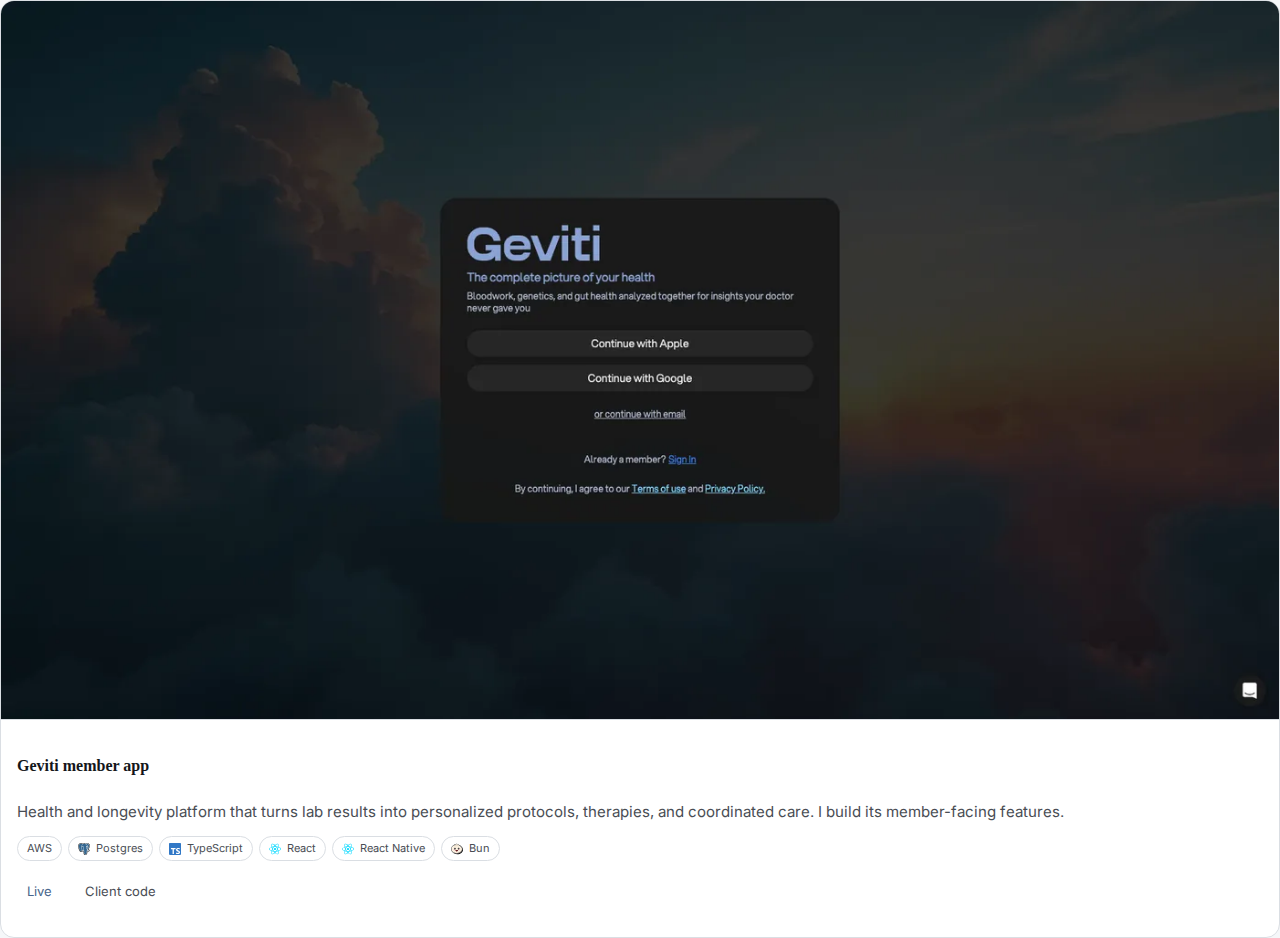 Geviti
The complete picture of your health
Bloodwork, genetics, and gut health analyzed together for insights your doctor
never gave you
Continue with Apple
Continue with Google
or continue with email
Already a member? Sign In
By continuing, I agree to our Terms of use and Privacy Policy.
Geviti member app
Health and longevity platform that turns lab results into personalized protocols, therapies, and coordinated care. I build its member-facing features.
AWS Postgres TypeScript React React Native Bun
Live Client code